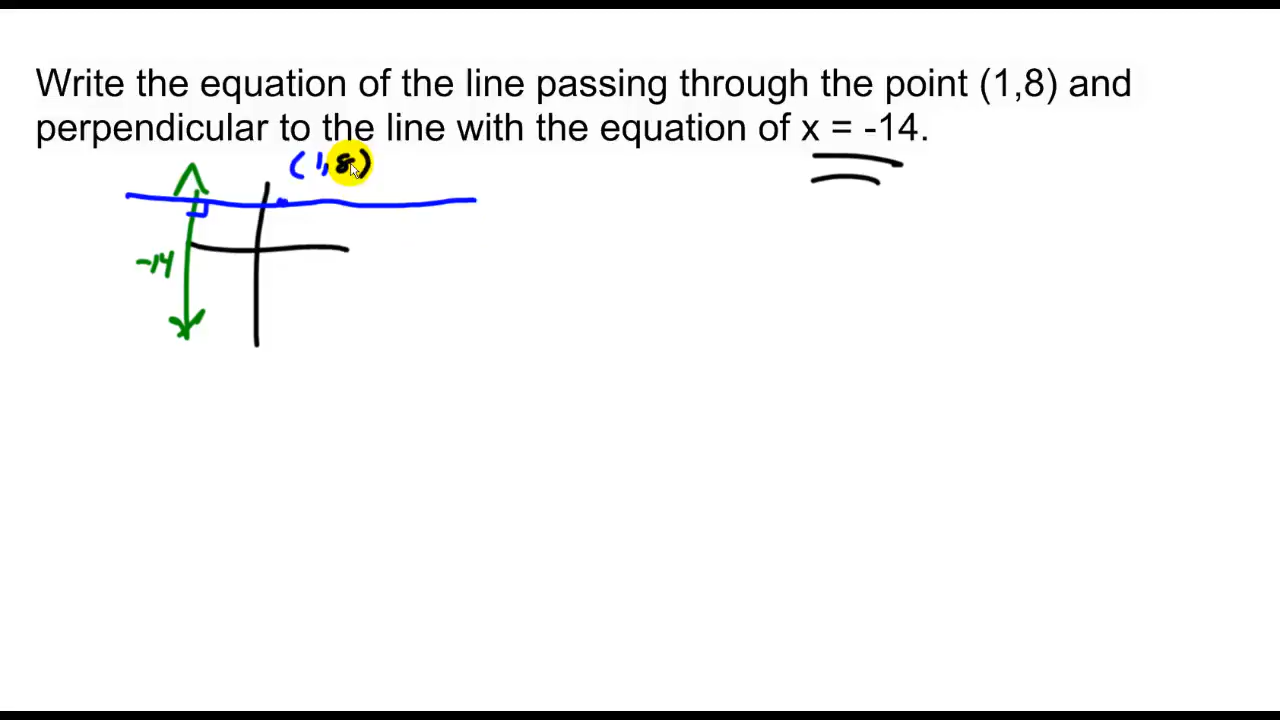 Write the equation of the line passing through the point (1,8) and
perpendicular to the line with the equation of x = -14.
(1,8)
-14